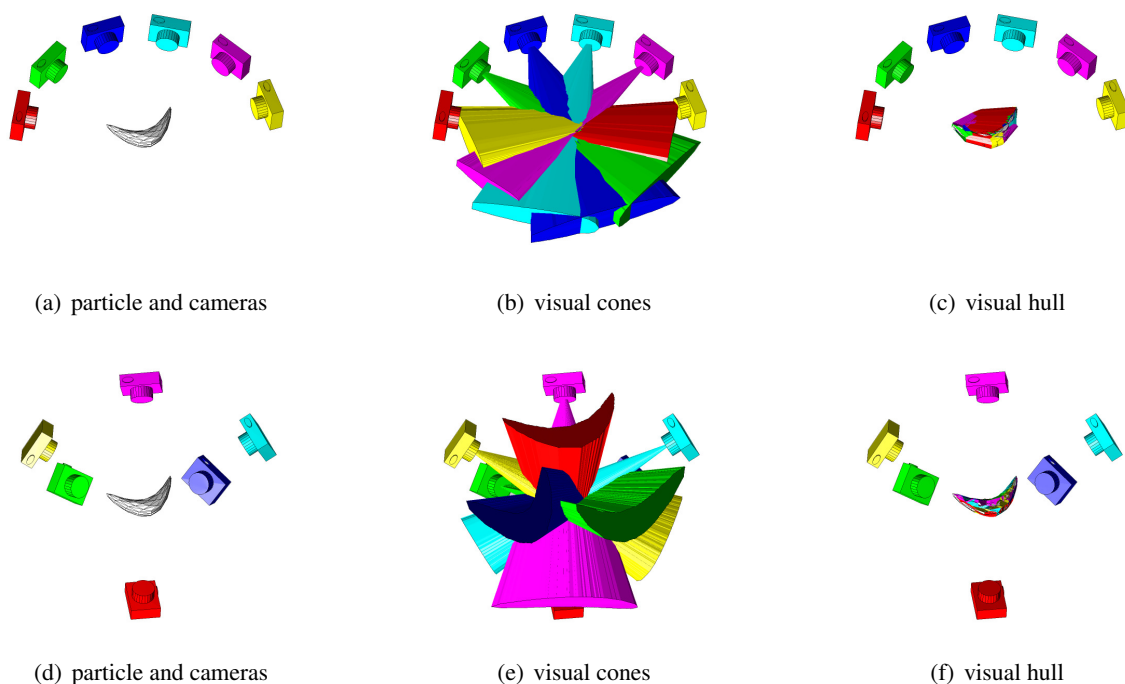 (a) particle and cameras
(b) visual cones
(c) visual hull
(d) particle and cameras
(e) visual cones
(f) visual hull